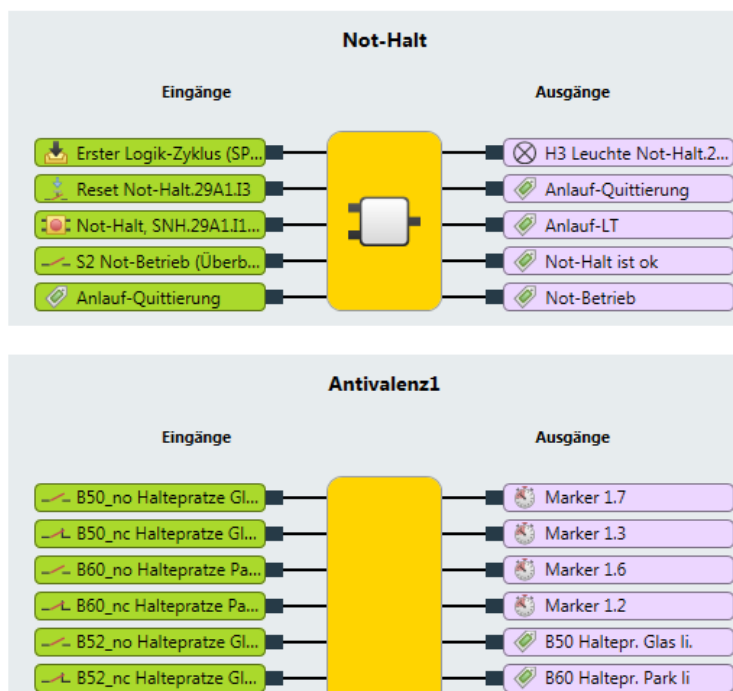 Not-Halt
Eingänge Ausgänge
Erster Logik-Zyklus (SP... H3 Leuchte Not-Halt.2...
Reset Not-Halt.29A1.I3 Anlauf-Quittierung
Not-Halt, SNH.29A1.I1... Anlauf-LT
S2 Not-Betrieb (Überb... Not-Halt ist ok
Anlauf-Quittierung Not-Betrieb
Antivalenz1
Eingänge Ausgänge
B50_no Haltepratze Gl... Marker 1.7
B50_nc Haltepratze Gl... Marker 1.3
B60_no Haltepratze Pa... Marker 1.6
B60_nc Haltepratze Pa... Marker 1.2
B52_no Haltepratze Gl... B50 Haltepr. Glas li.
B52_nc Haltepratze Gl... B60 Haltepr. Park li